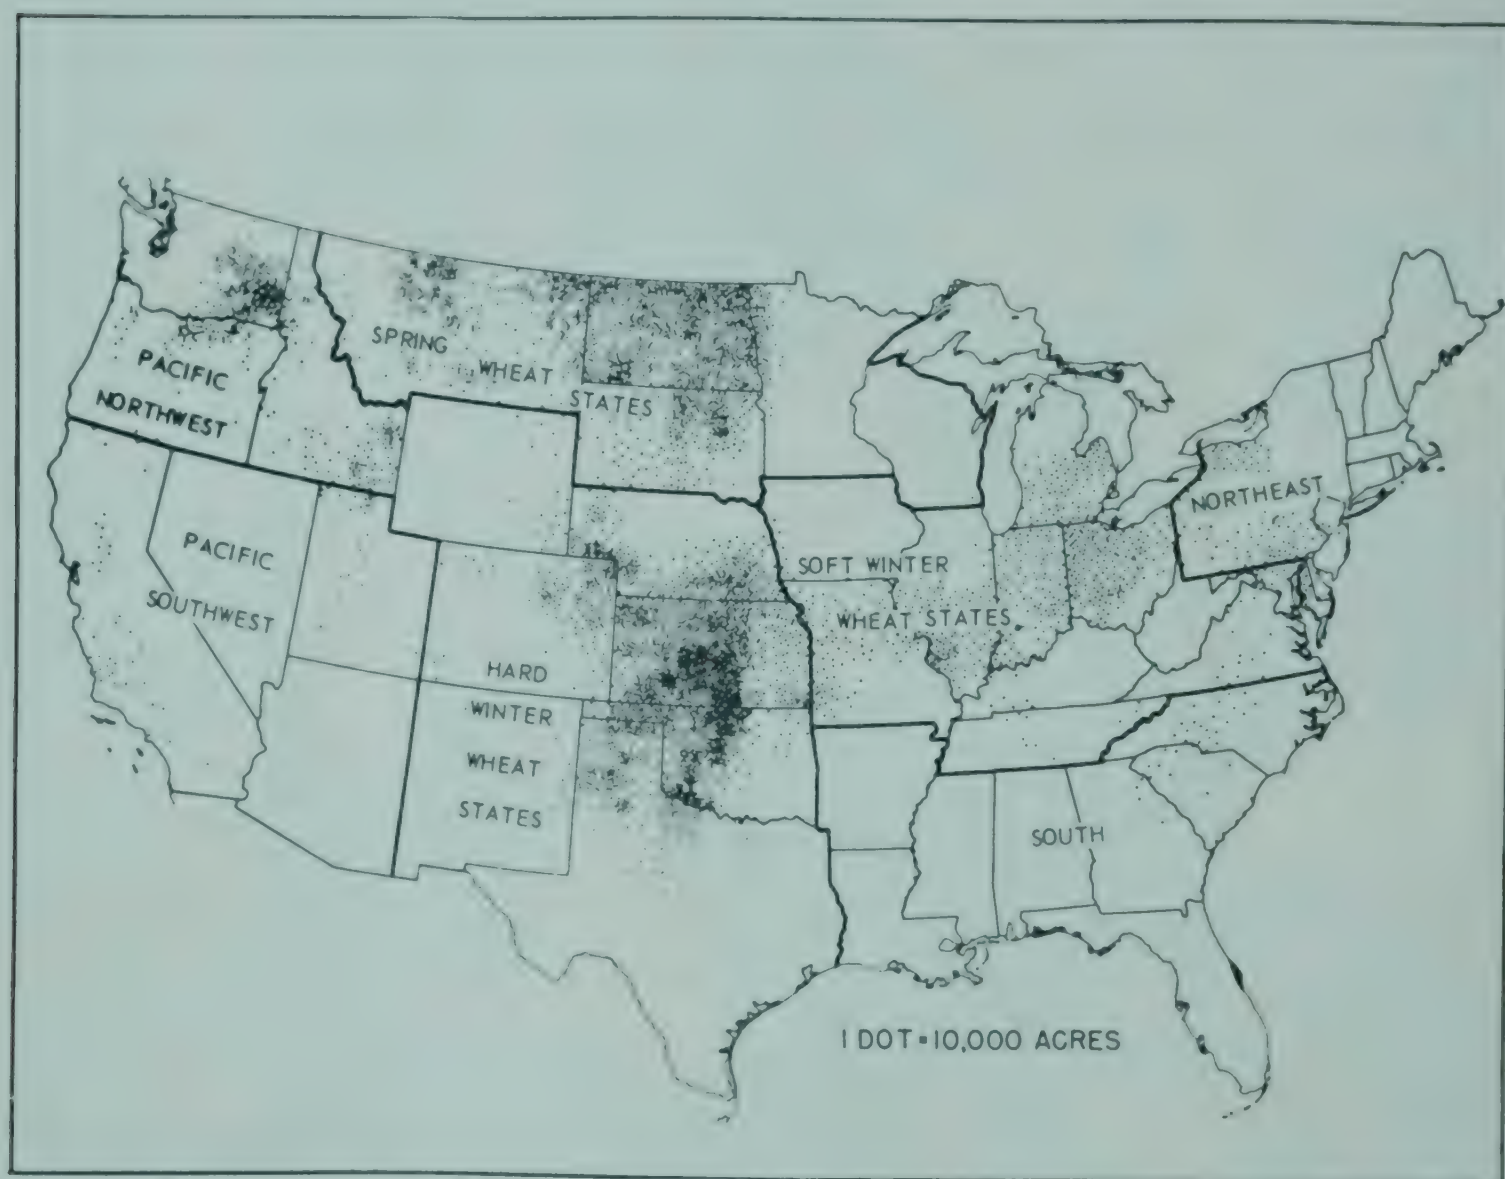 SPRING
WHEAT
STATES
PACIFIC
NORTHWEST
PACIFIC
SOUTHWEST
HARD
WINTER
WHEAT
STATES
SOFT WINTER
WHEAT STATES
NORTHEAST
SOUTH
1 DOT=10,000 ACRES